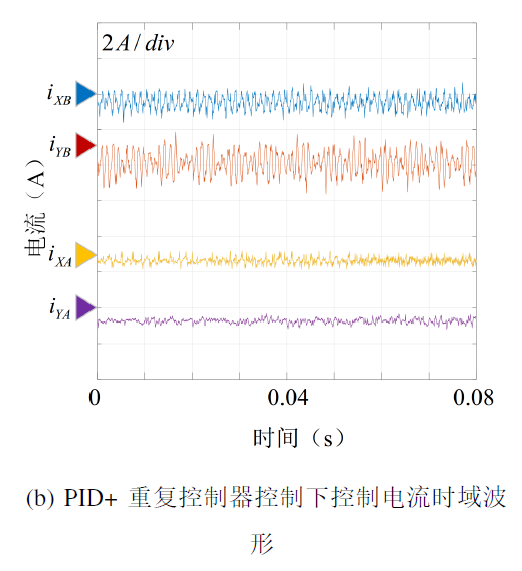 2A/div
i_XB
i_YB
i_XA
i_YA
电流（A）
0
0.04
0.08
时间（s）
(b) PID+ 重复控制器控制下控制电流时域波
形